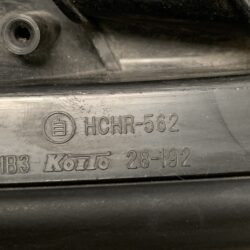 自 HCHR-562
1B3 KOITO 28-192